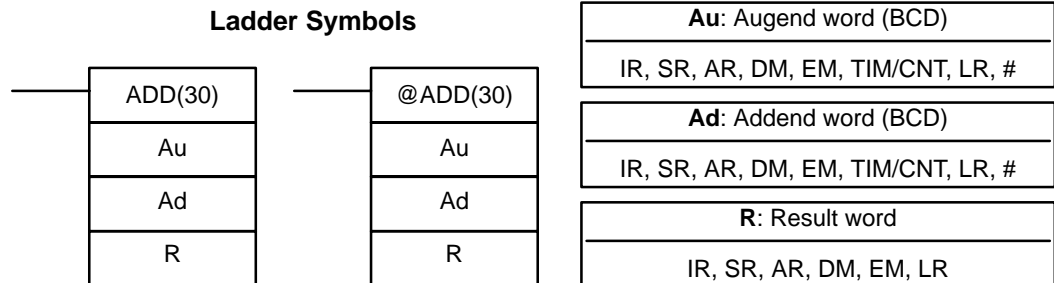 Ladder Symbols
ADD(30)
Au
Ad
R
@ADD(30)
Au
Ad
R
Au: Augend word (BCD)
IR, SR, AR, DM, EM, TIM/CNT, LR, #
Ad: Addend word (BCD)
IR, SR, AR, DM, EM, TIM/CNT, LR, #
R: Result word
IR, SR, AR, DM, EM, LR